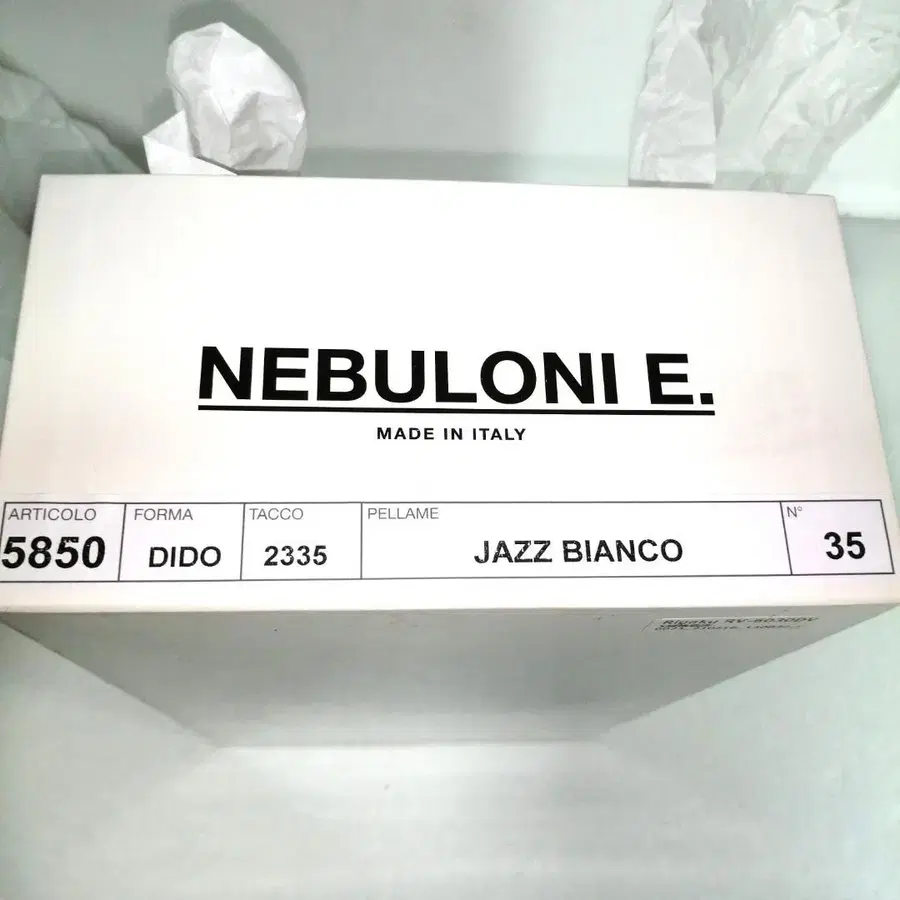 NEBULONI E.
MADE IN ITALY
ARTICOLO FORMA TACCO PELLAME N°
5850 DIDO 2335 JAZZ BIANCO 35